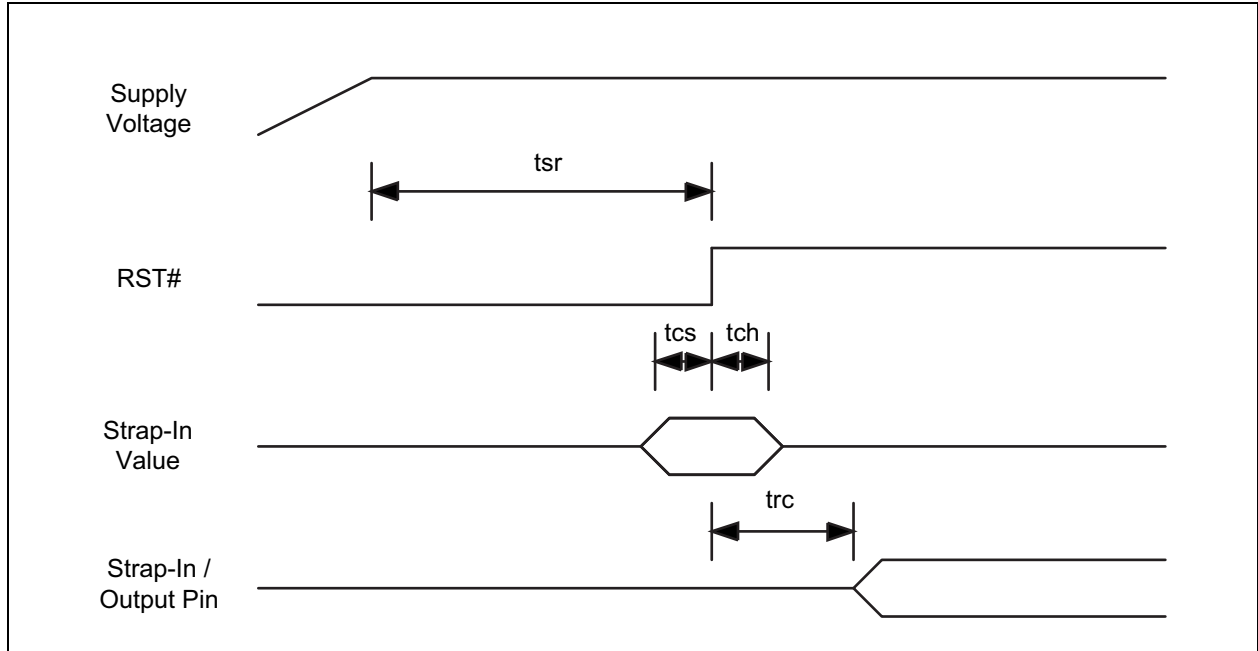 Supply
Voltage
tsr
RST#
tcs
tch
Strap-In
Value
trc
Strap-In /
Output Pin